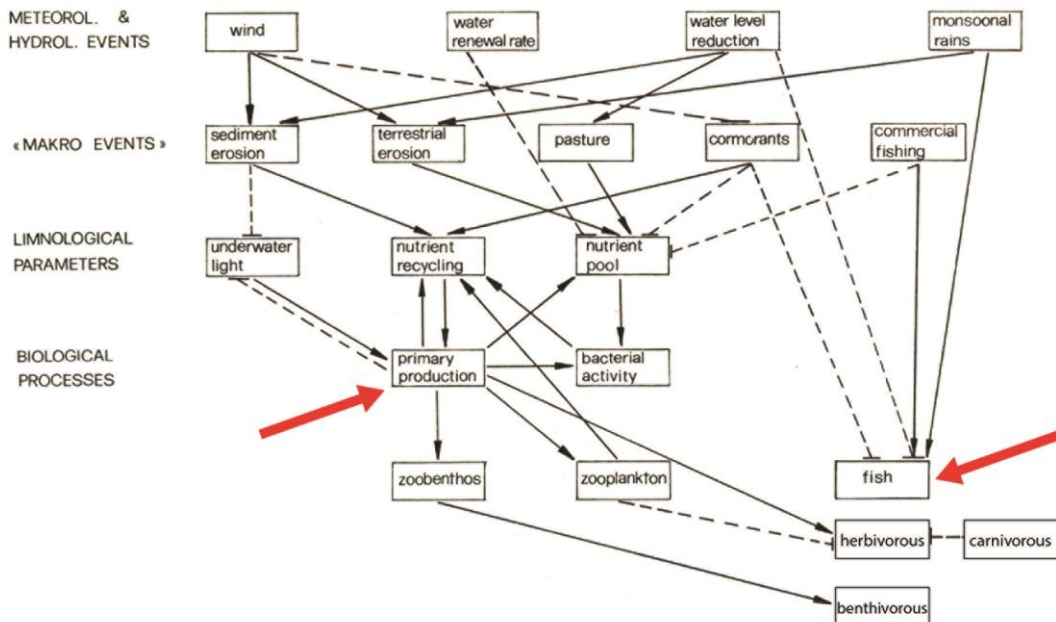 METEOROL. &
HYDROL. EVENTS
wind
water
renewal rate
water level
reduction
monsoonal
rains
« MAKRO EVENTS »
sediment
erosion
terrestrial
erosion
pasture
cormorants
commercial
fishing
LIMNOLOGICAL
PARAMETERS
underwater
light
nutrient
recycling
nutrient
pool
BIOLOGICAL
PROCESSES
primary
production
bacterial
activity
zoobenthos
zooplankton
fish
herbivorous
carnivorous
benthivorous